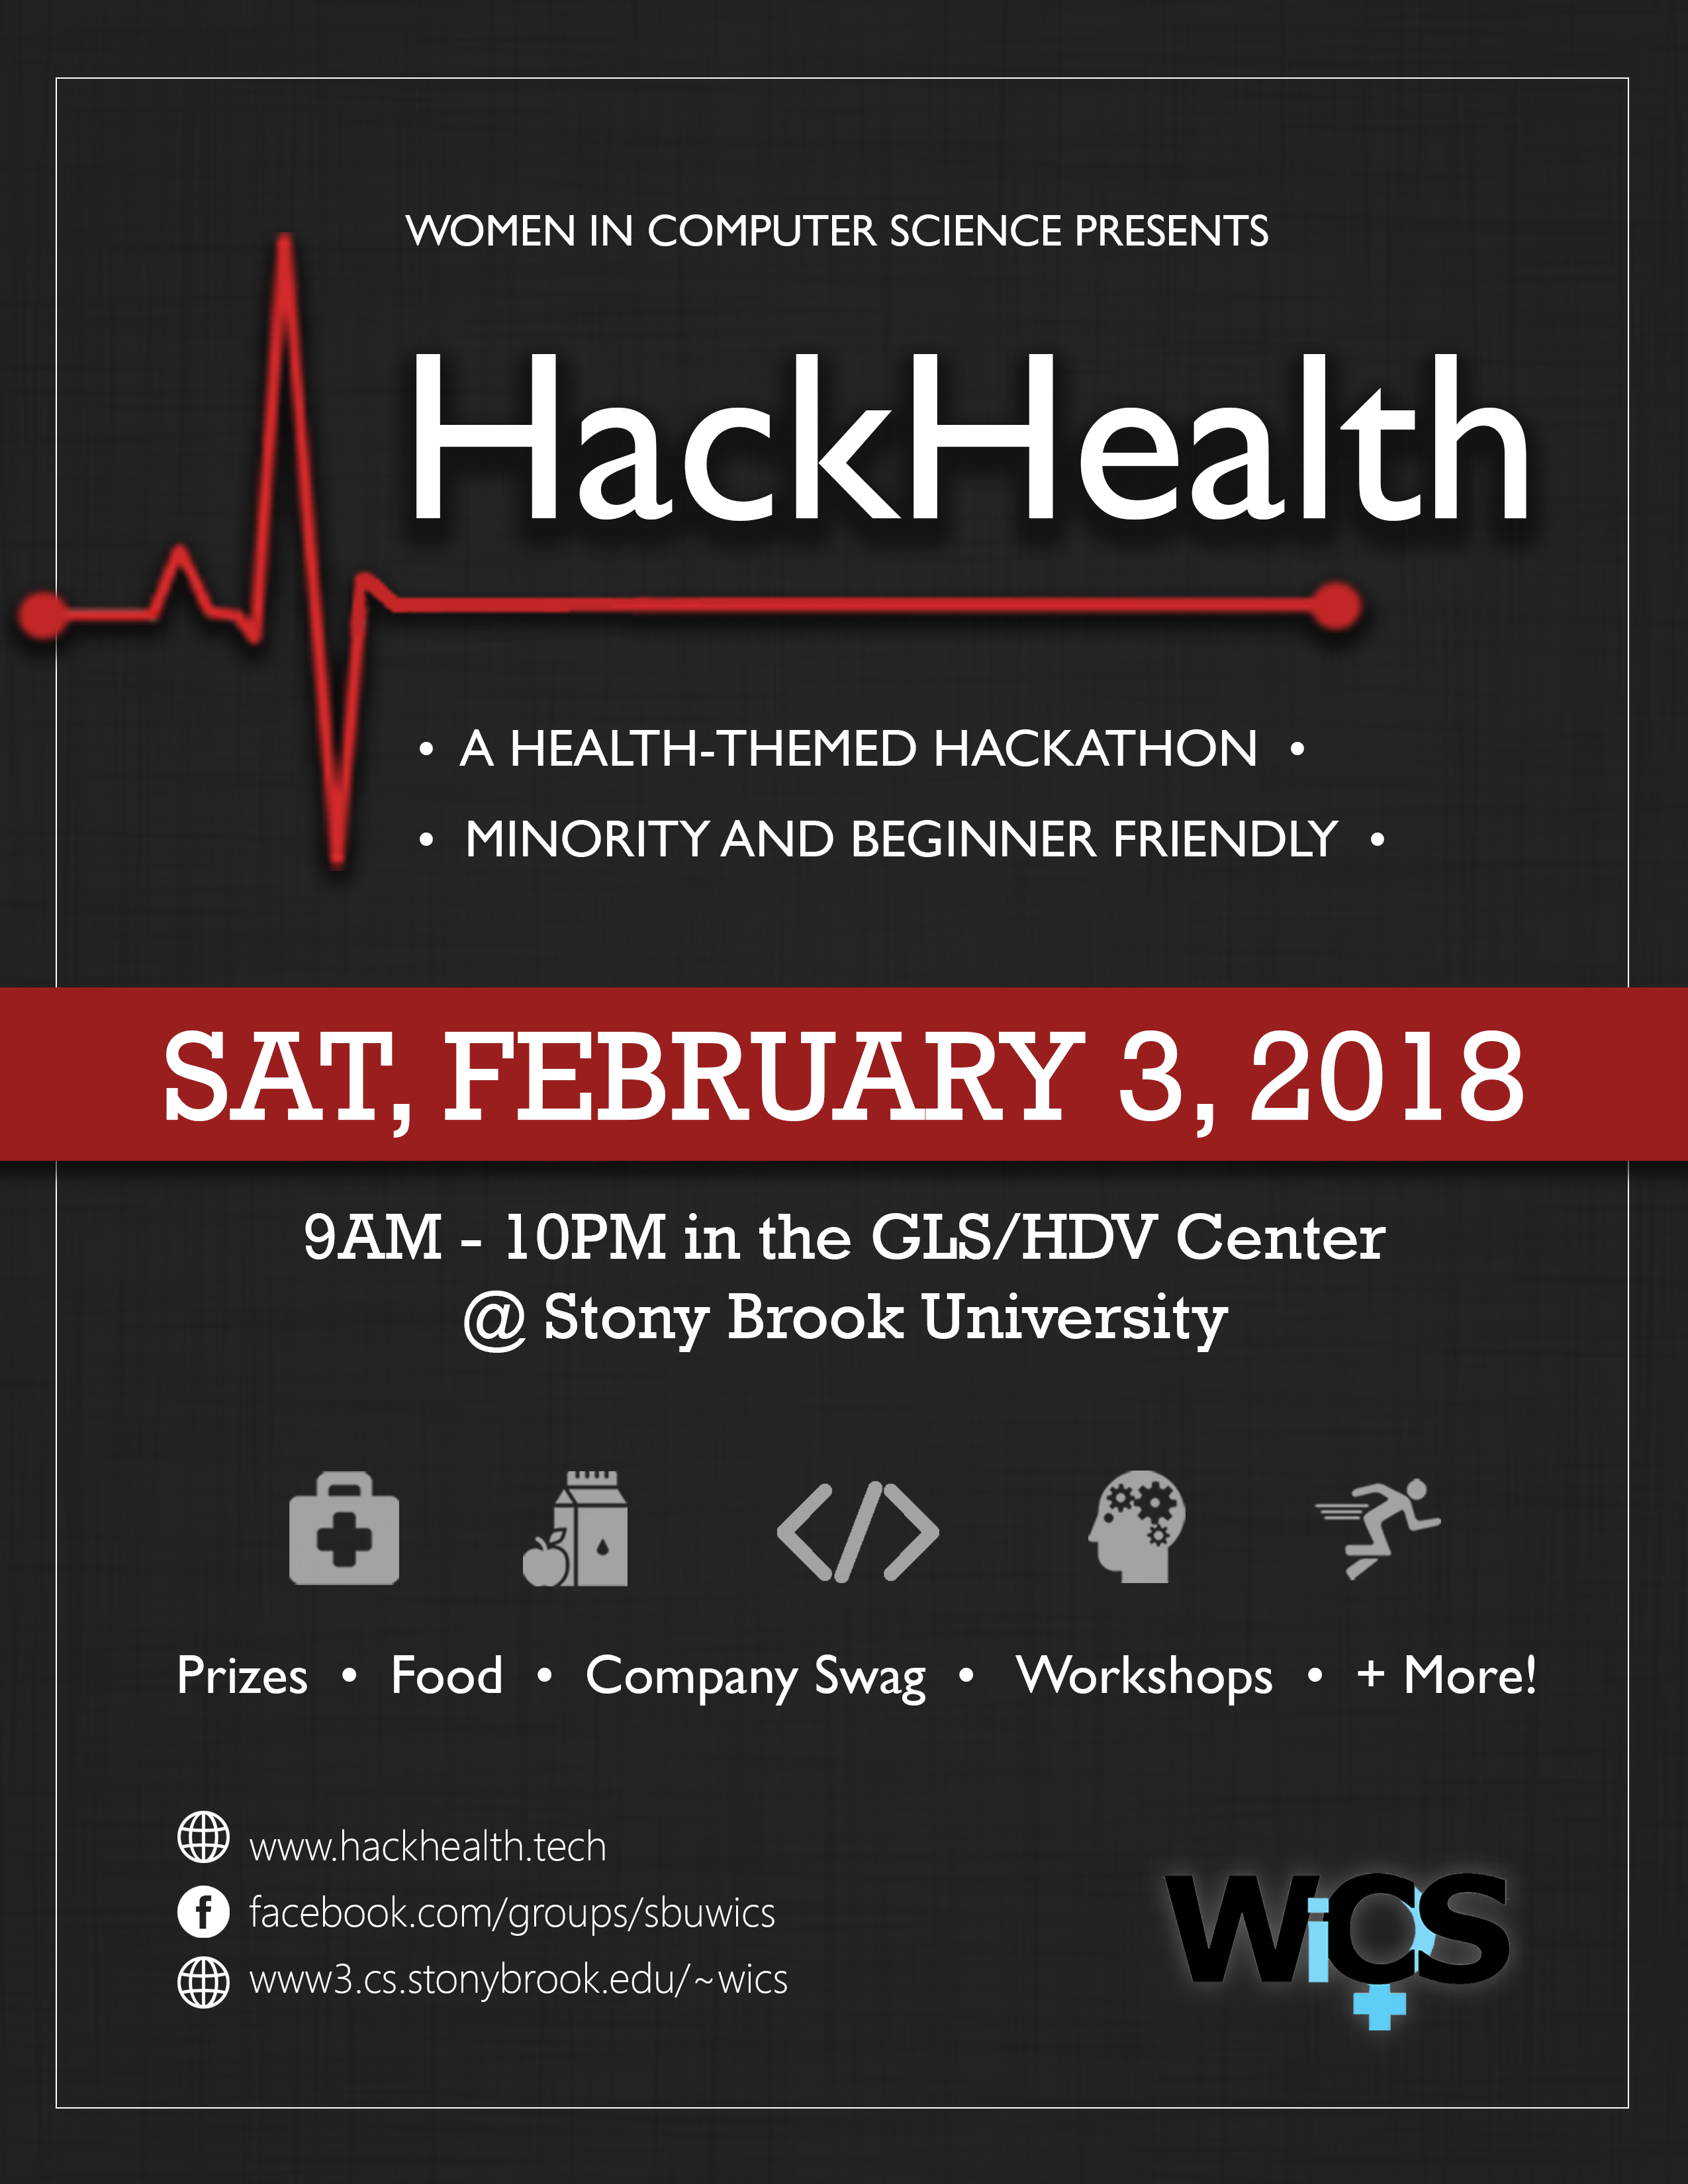 WOMEN IN COMPUTER SCIENCE PRESENTS
HackHealth
• A HEALTH-THEMED HACKATHON •
• MINORITY AND BEGINNER FRIENDLY •
SAT, FEBRUARY 3, 2018
9AM - 10PM in the GLS/HDV Center
@ Stony Brook University
Prizes • Food • Company Swag • Workshops • + More!
www.hackhealth.tech
facebook.com/groups/sbuwics
www3.cs.stonybrook.edu/~wics
WiCS